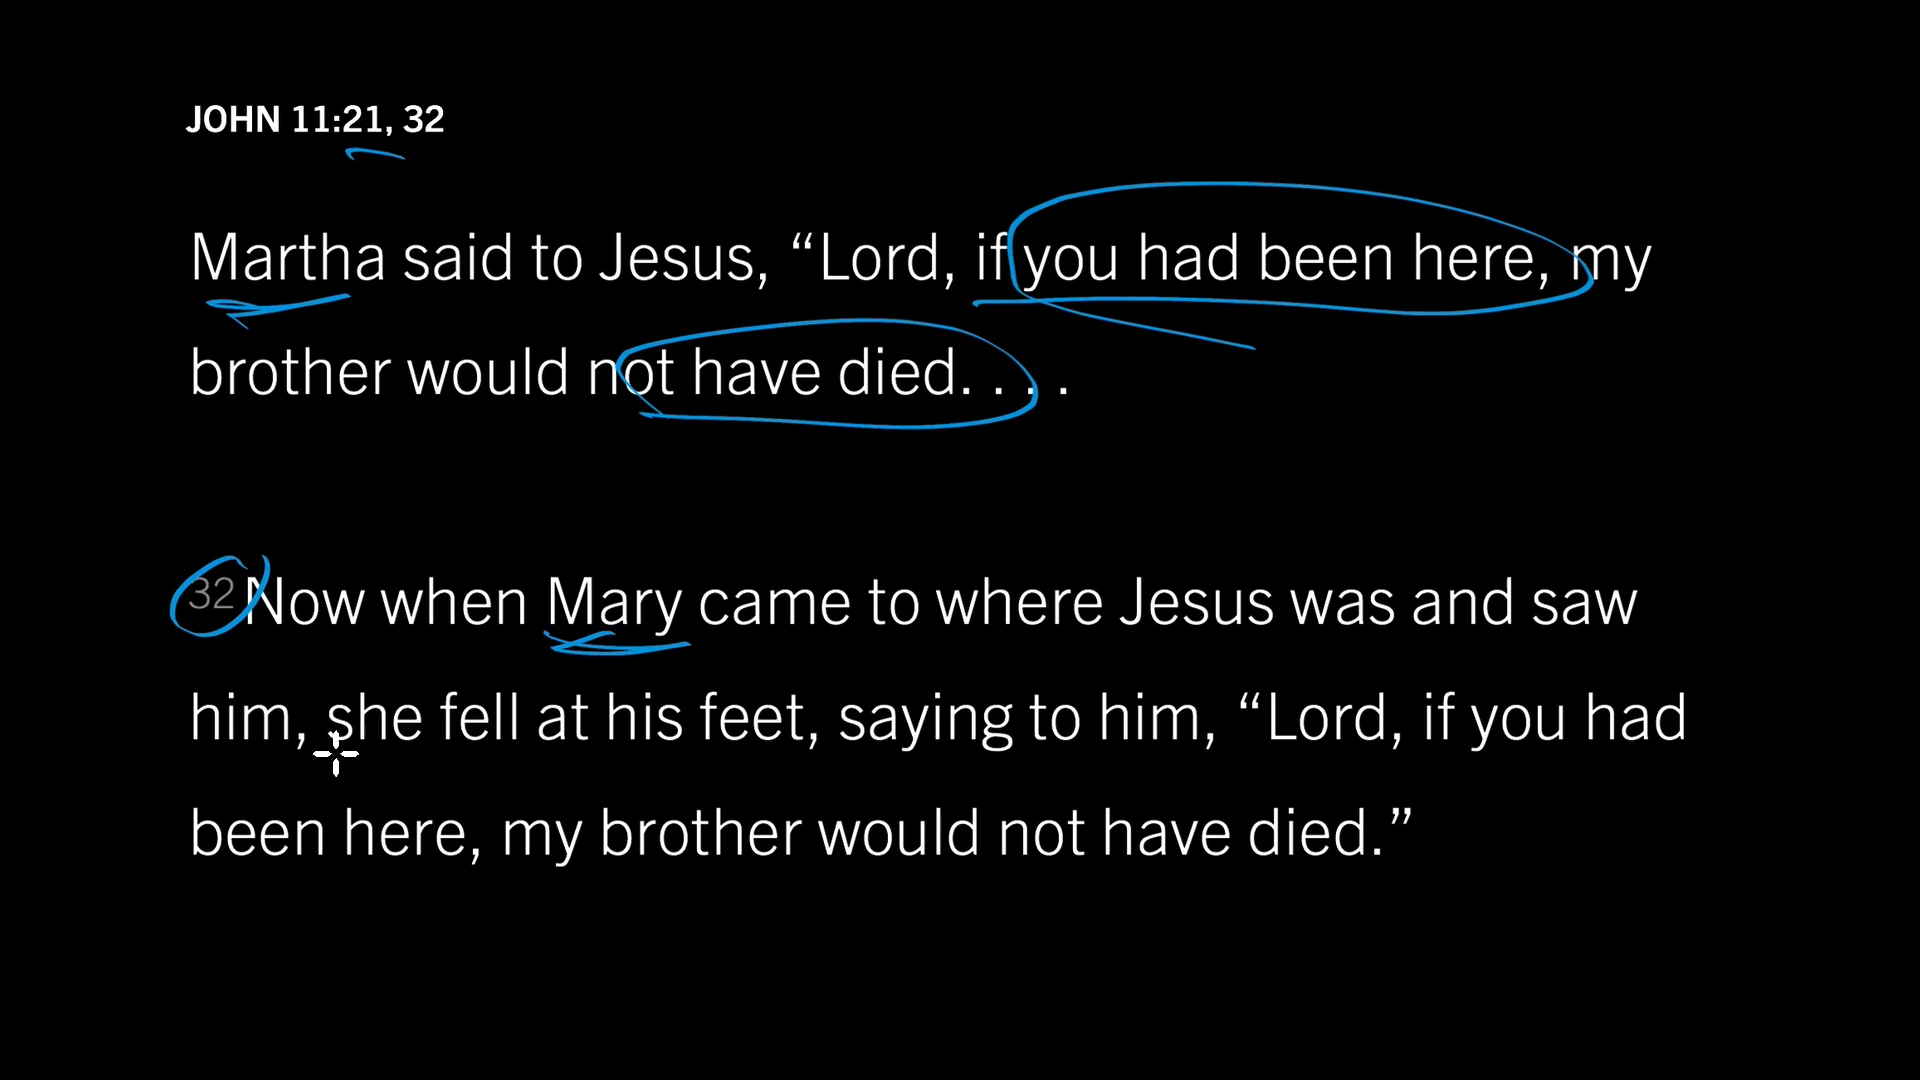 JOHN 11:21, 32
Martha said to Jesus, “Lord, if you had been here, my
brother would not have died. . . .
32 Now when Mary came to where Jesus was and saw
him, she fell at his feet, saying to him, “Lord, if you had
been here, my brother would not have died.”